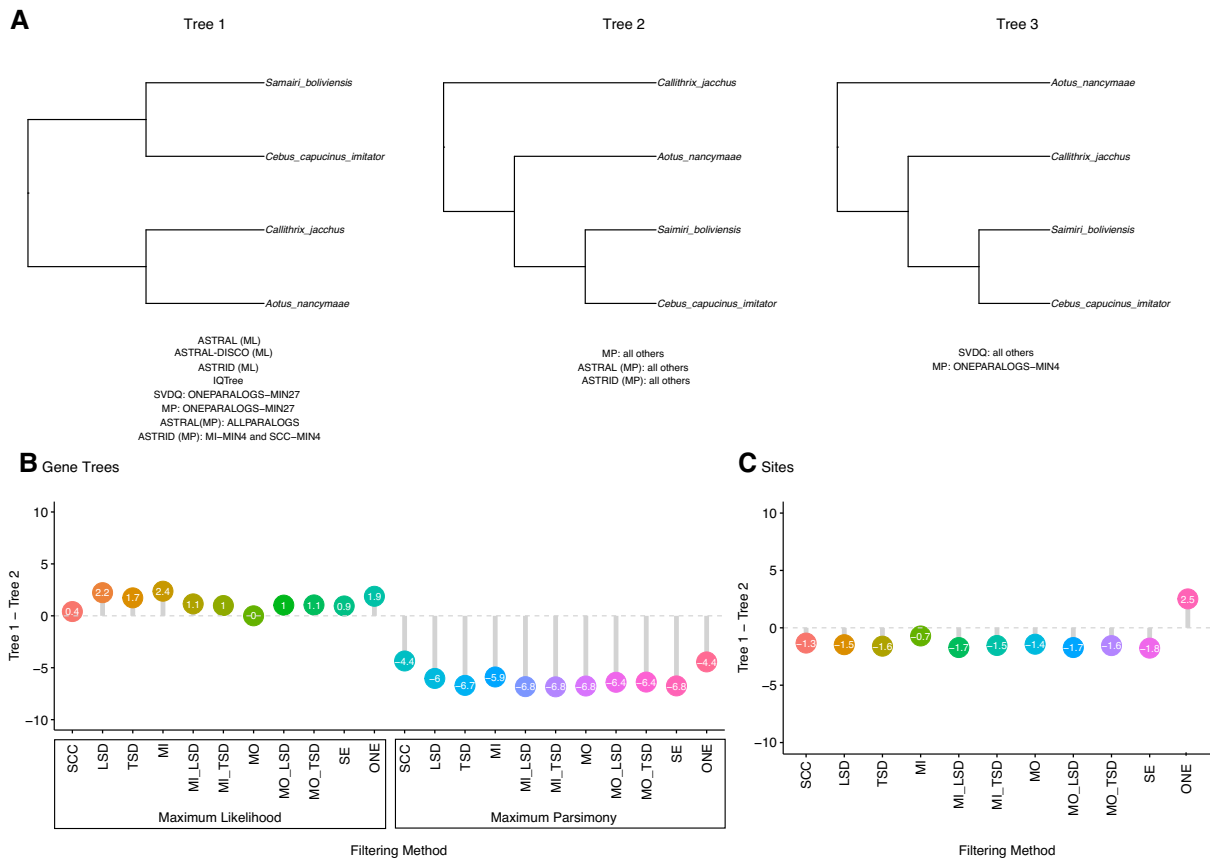 A
Tree 1
Tree 2
Tree 3
Samairi_boliviensis
Cebus_capucinus_imitator
Callithrix_jacchus
Aotus_nancymaae
Callithrix_jacchus
Aotus_nancymaae
Saimiri_boliviensis
Cebus_capucinus_imitator
Aotus_nancymaae
Callithrix_jacchus
Saimiri_boliviensis
Cebus_capucinus_imitator
ASTRAL (ML)
ASTRAL-DISCO (ML)
ASTRID (ML)
IQTree
SVDQ: ONEPARALOGS−MIN27
MP: ONEPARALOGS−MIN27
ASTRAL(MP): ALLPARALOGS
ASTRID (MP): MI−MIN4 and SCC−MIN4
MP: all others
ASTRAL (MP): all others
ASTRID (MP): all others
SVDQ: all others
MP: ONEPARALOGS−MIN4
B Gene Trees
Tree 1 − Tree 2
10
5
0
−5
−10
0.4
2.2
1.7
2.4
1.1
1
−0
1
1.1
0.9
1.9
−4.4
−6
−6.7
−5.9
−6.8
−6.8
−6.8
−6.4
−6.4
−6.8
−4.4
SCC
LSD
TSD
MI
MI_LSD
MI_TSD
MO
MO_LSD
MO_TSD
SE
ONE
SCC
LSD
TSD
MI
MI_LSD
MI_TSD
MO
MO_LSD
MO_TSD
SE
ONE
Maximum Likelihood
Maximum Parsimony
Filtering Method
C Sites
Tree 1 − Tree 2
10
5
0
−5
−10
−1.3
−1.5
−1.6
−0.7
−1.7
−1.5
−1.4
−1.7
−1.6
−1.8
2.5
SCC
LSD
TSD
MI
MI_LSD
MI_TSD
MO
MO_LSD
MO_TSD
SE
ONE
Filtering Method